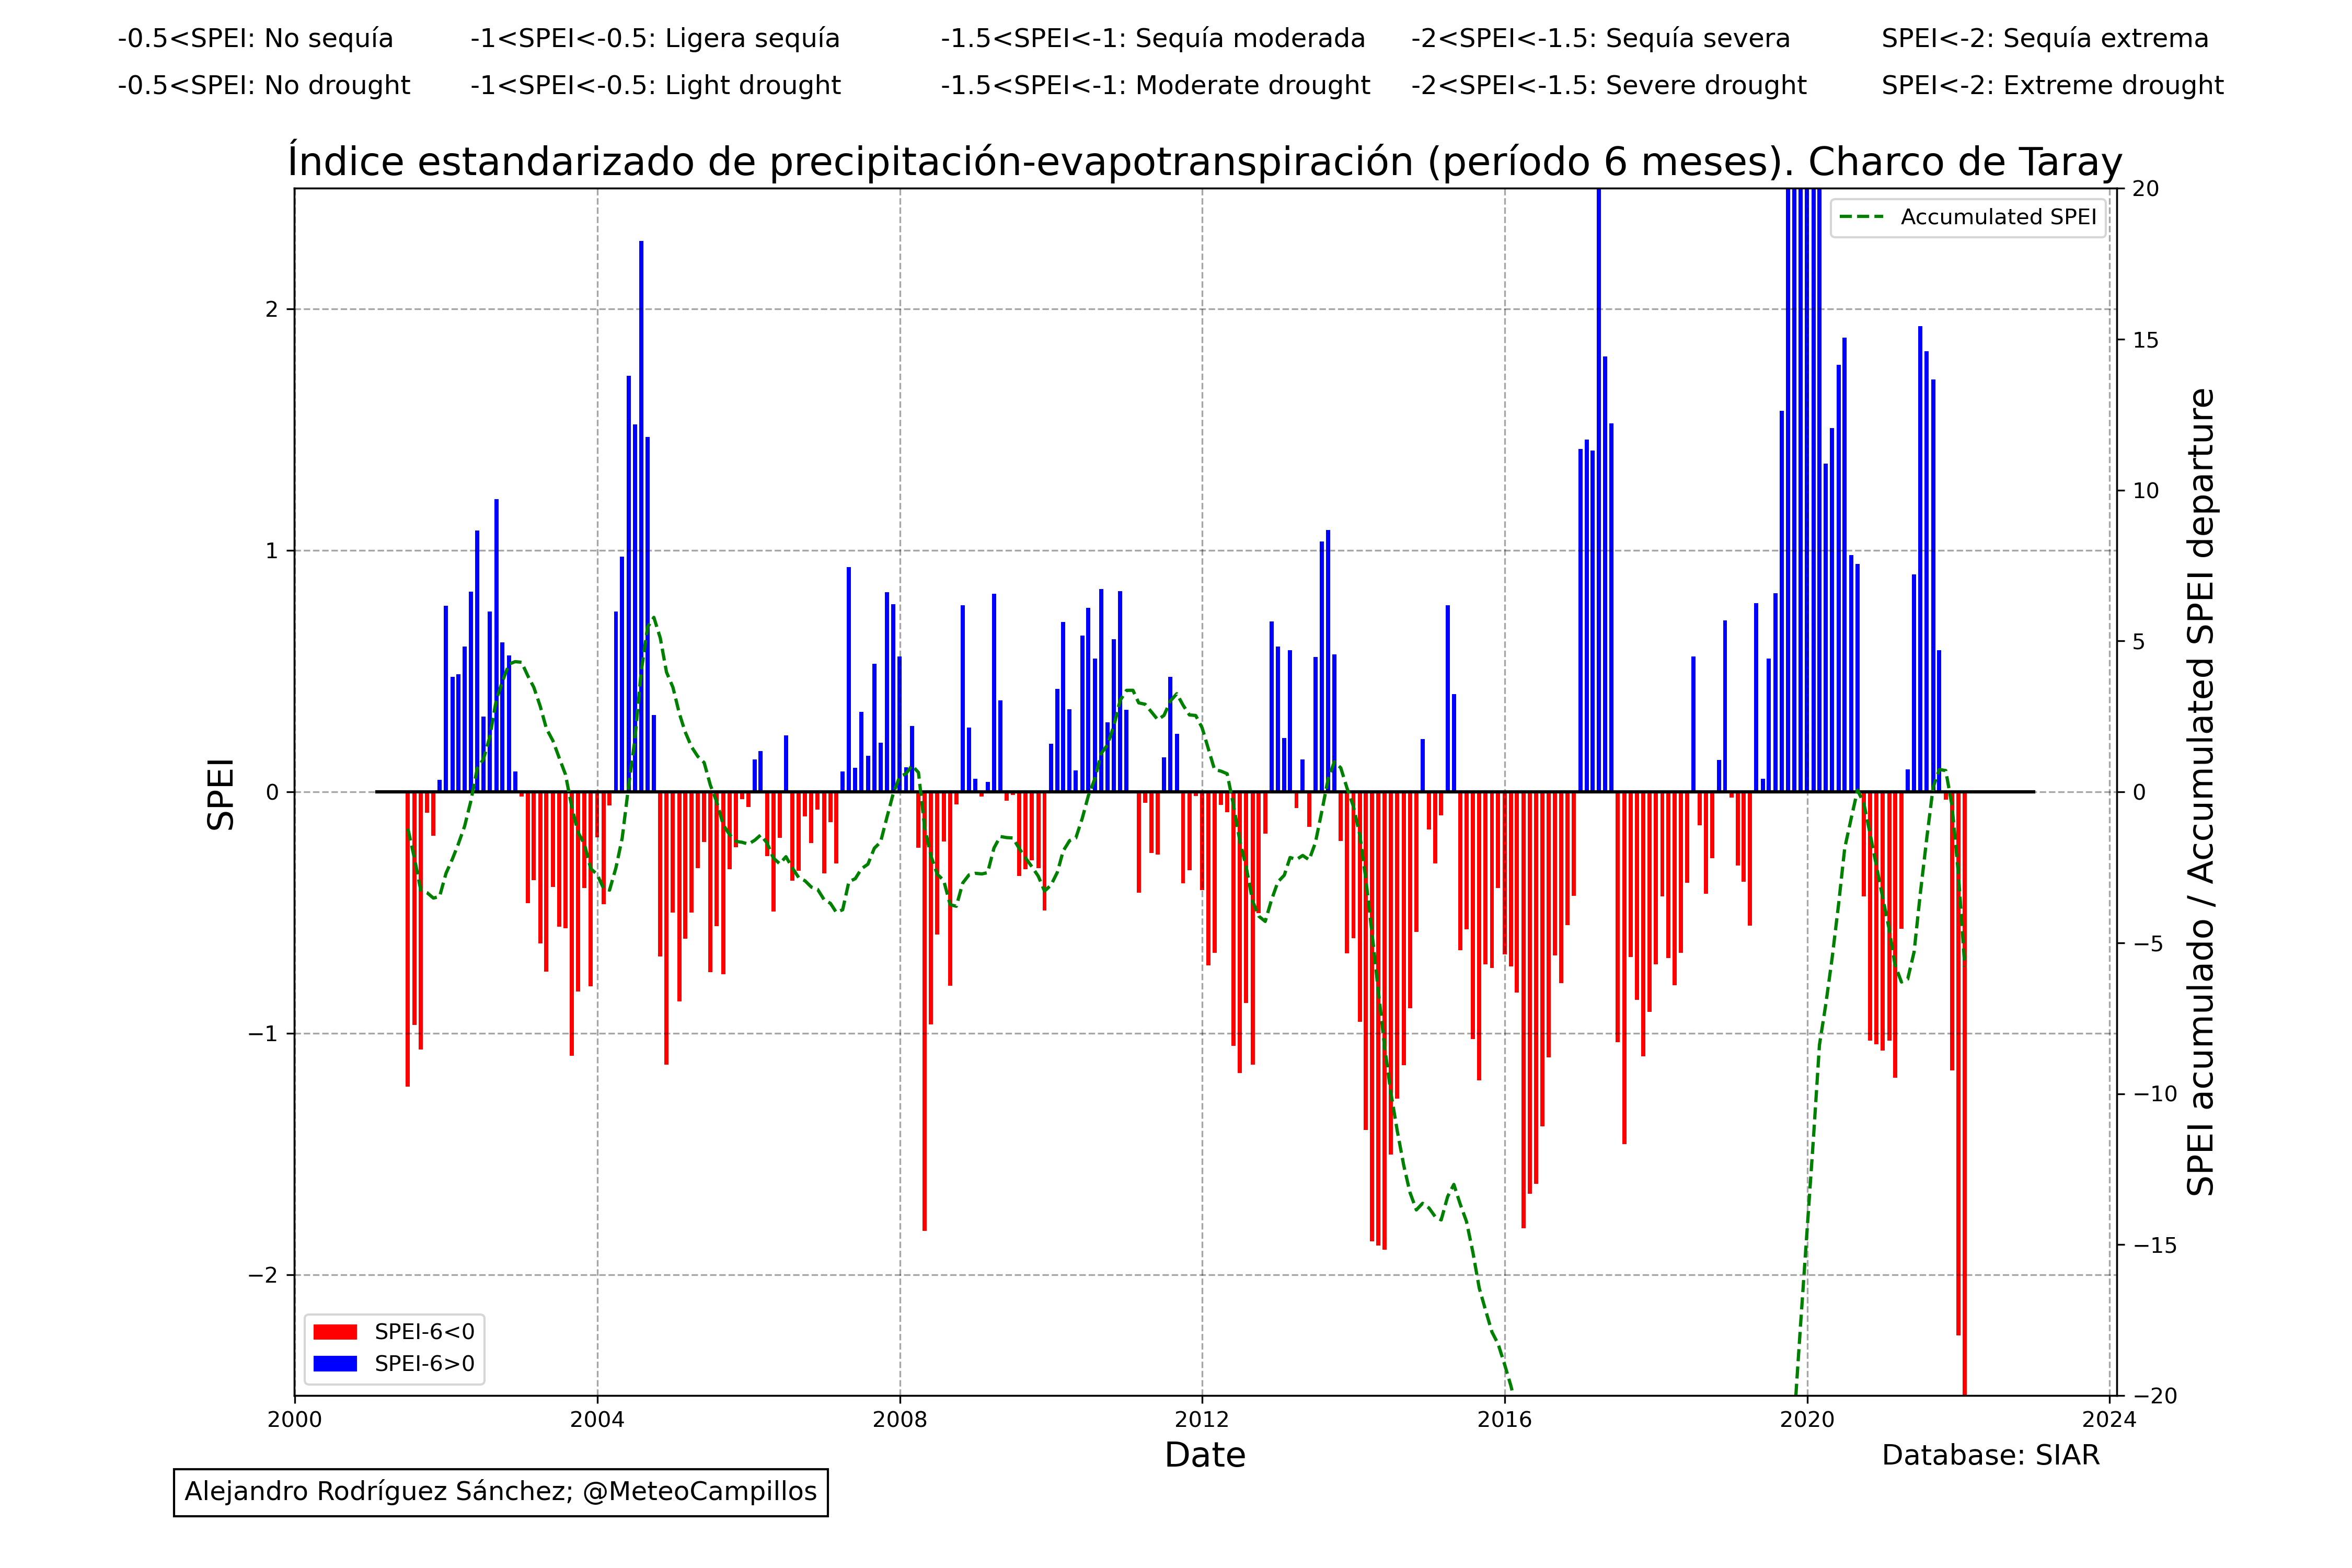 -0.5<SPEI: No sequía -1<SPEI<-0.5: Ligera sequía -1.5<SPEI<-1: Sequía moderada -2<SPEI<-1.5: Sequía severa SPEI<-2: Sequía extrema
-0.5<SPEI: No drought -1<SPEI<-0.5: Light drought -1.5<SPEI<-1: Moderate drought -2<SPEI<-1.5: Severe drought SPEI<-2: Extreme drought
Índice estandarizado de precipitación-evapotranspiración (período 6 meses). Charco de Taray
Accumulated SPEI
SPEI
2
1
0
−1
−2
20
15
10
5
0
−5
−10
−15
−20
SPEI acumulado / Accumulated SPEI departure
SPEI-6<0
SPEI-6>0
2000 2004 2008 2012 2016 2020 2024
Date
Database: SIAR
Alejandro Rodríguez Sánchez; @MeteoCampillos